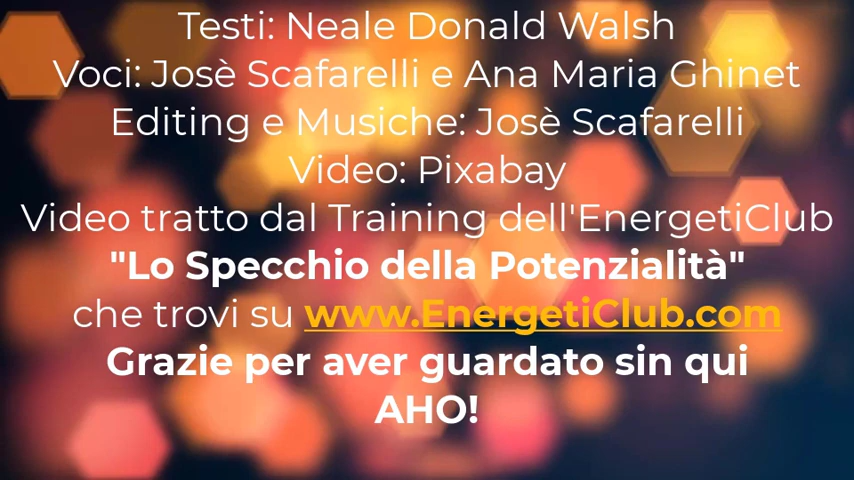 Testi: Neale Donald Walsh
Voci: Josè Scafarelli e Ana Maria Ghinet
Editing e Musiche: Josè Scafarelli
Video: Pixabay
Video tratto dal Training dell'EnergetiClub
"Lo Specchio della Potenzialità"
che trovi su www.EnergetiClub.com
Grazie per aver guardato sin qui
AHO!